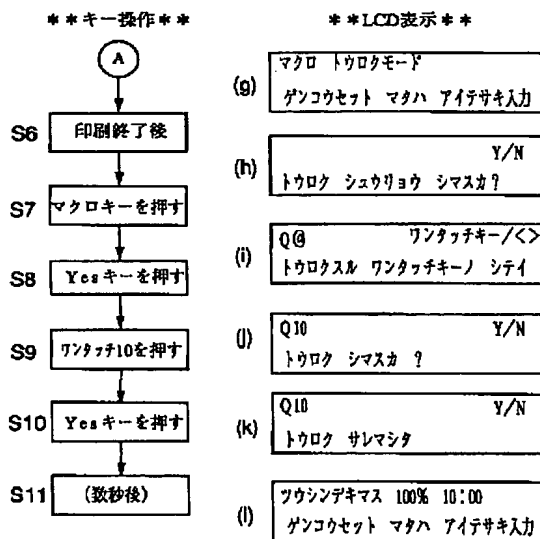 **キー操作**
**LCD表示**
A
(g)
マクロ トウロクモード
ゲンコウセット マタハ アイテサキ入力
S6
印刷終了後
(h)
Y/N
トウロク シュウリョウ シマスカ?
S7
マクロキーを押す
(i)
Q@ ワンタッチキー/<>
トウロクスル ワンタッチキーノ シテイ
S8
Yesキーを押す
(j)
Q10 Y/N
トウロク シマスカ ?
S9
ワンタッチ10を押す
(k)
Q10 Y/N
トウロク サレマシタ
S10
Yesキーを押す
(l)
ツウシンデキマス 100% 10:00
ゲンコウセット マタハ アイテサキ入力
S11
(数秒後)